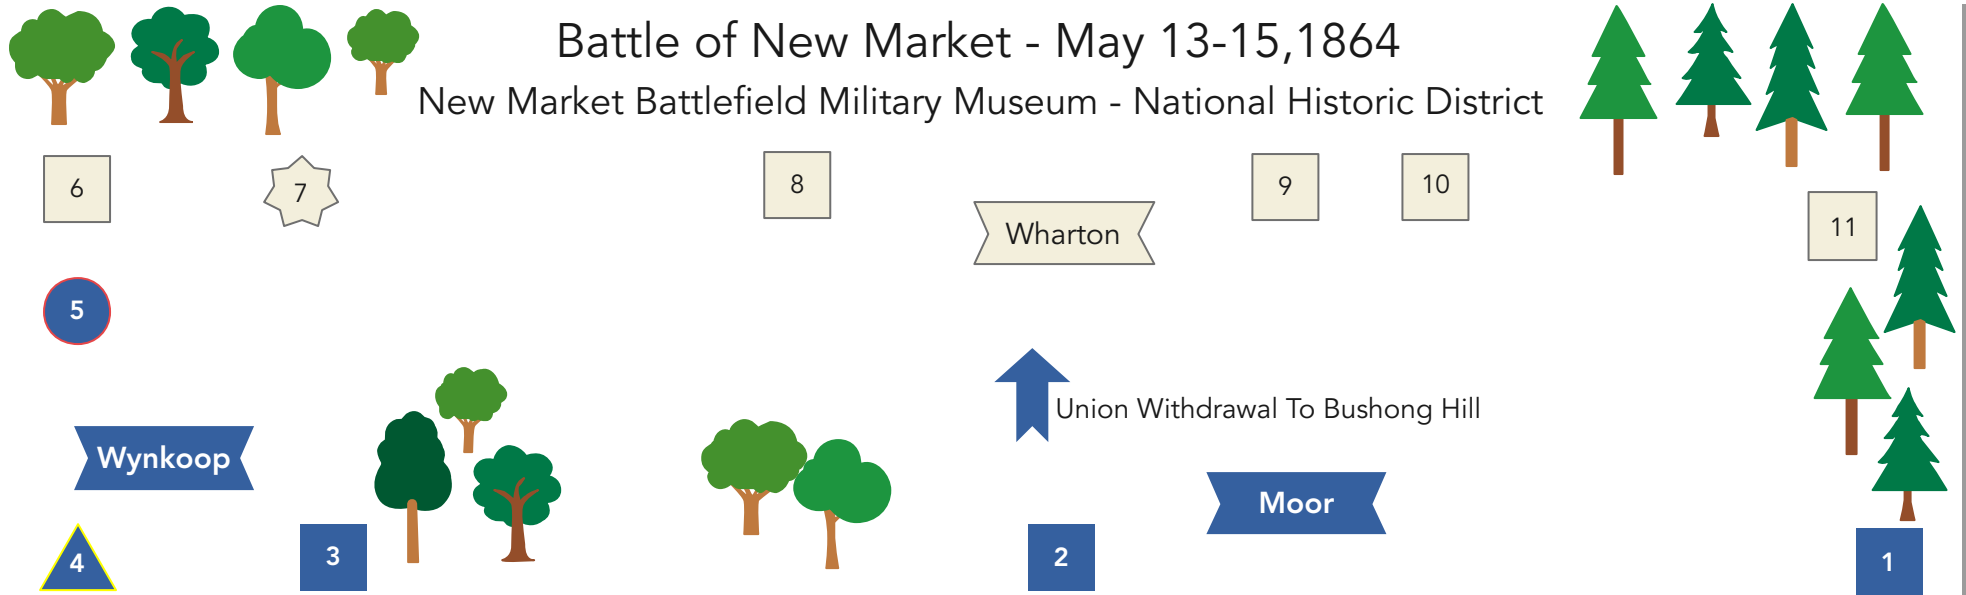 Battle of New Market - May 13-15,1864
New Market Battlefield Military Museum - National Historic District
6
7
8
9
10
Wharton
11
5
Union Withdrawal To Bushong Hill
Wynkoop
Moor
4
3
2
1